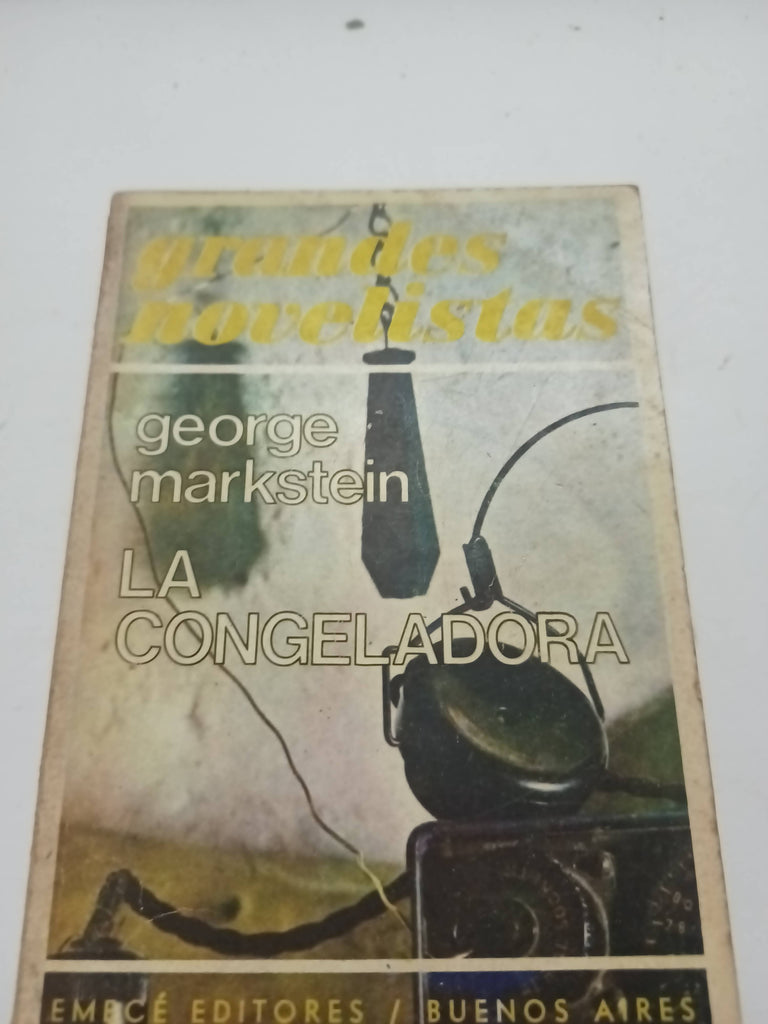 grandes
novelistas
george
markstein
LA
CONGELADORA
EMECÉ EDITORES / BUENOS AIRES